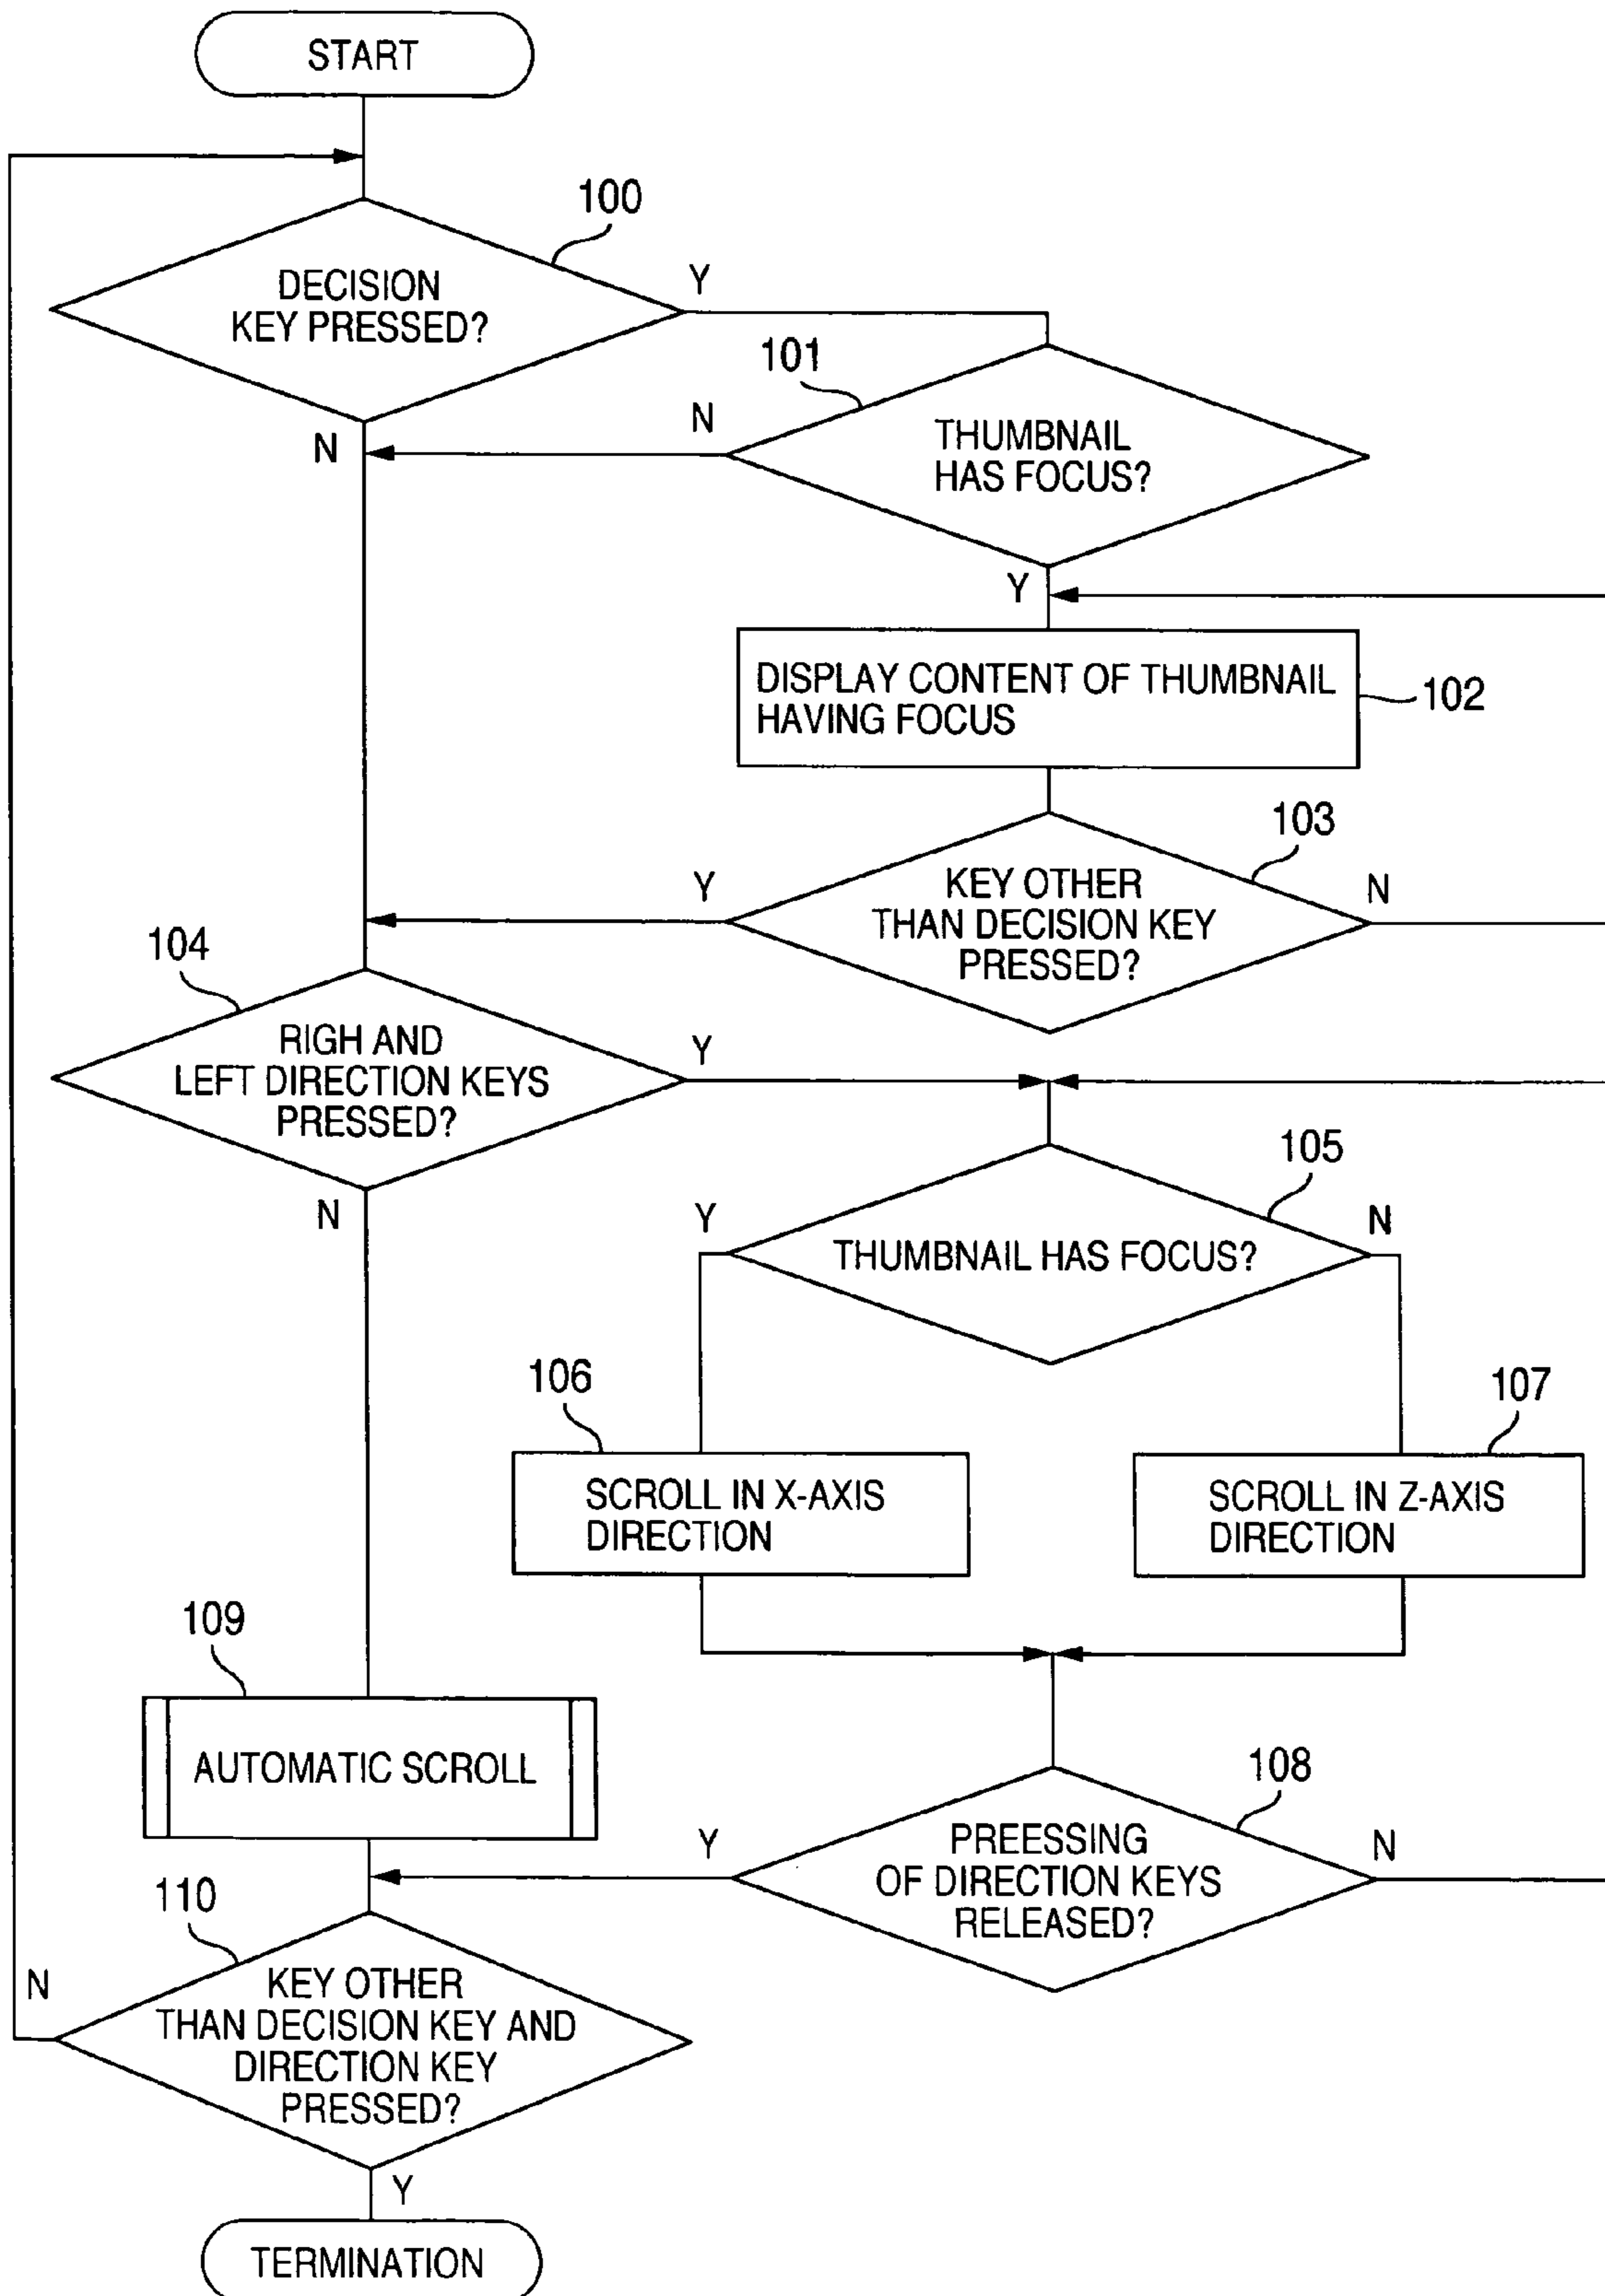 START
100
DECISION
KEY PRESSED?
Y
N
101
THUMBNAIL
HAS FOCUS?
N
Y
DISPLAY CONTENT OF THUMBNAIL
HAVING FOCUS
102
103
KEY OTHER
THAN DECISION KEY
PRESSED?
Y
N
104
RIGH AND
LEFT DIRECTION KEYS
PRESSED?
Y
N
105
THUMBNAIL HAS FOCUS?
Y
N
106
SCROLL IN X-AXIS
DIRECTION
107
SCROLL IN Z-AXIS
DIRECTION
109
AUTOMATIC SCROLL
108
PREESSING
OF DIRECTION KEYS
RELEASED?
Y
N
110
KEY OTHER
THAN DECISION KEY AND
DIRECTION KEY
PRESSED?
N
Y
TERMINATION